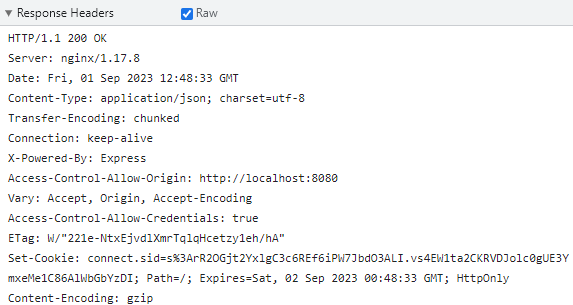 Response Headers
Raw
HTTP/1.1 200 OK
Server: nginx/1.17.8
Date: Fri, 01 Sep 2023 12:48:33 GMT
Content-Type: application/json; charset=utf-8
Transfer-Encoding: chunked
Connection: keep-alive
X-Powered-By: Express
Access-Control-Allow-Origin: http://localhost:8080
Vary: Accept, Origin, Accept-Encoding
Access-Control-Allow-Credentials: true
ETag: W/"221e-NtxEjvdlXmrTqlqHcetzy1eh/hA"
Set-Cookie: connect.sid=s%3ArR2OGjt2YxlgC3c6REf6iPW7JbdO3ALI.vs4EW1ta2CKRVDJolc0gUE3Y
mxeMe1C86AlWbGbYzDI; Path=/; Expires=Sat, 02 Sep 2023 00:48:33 GMT; HttpOnly
Content-Encoding: gzip